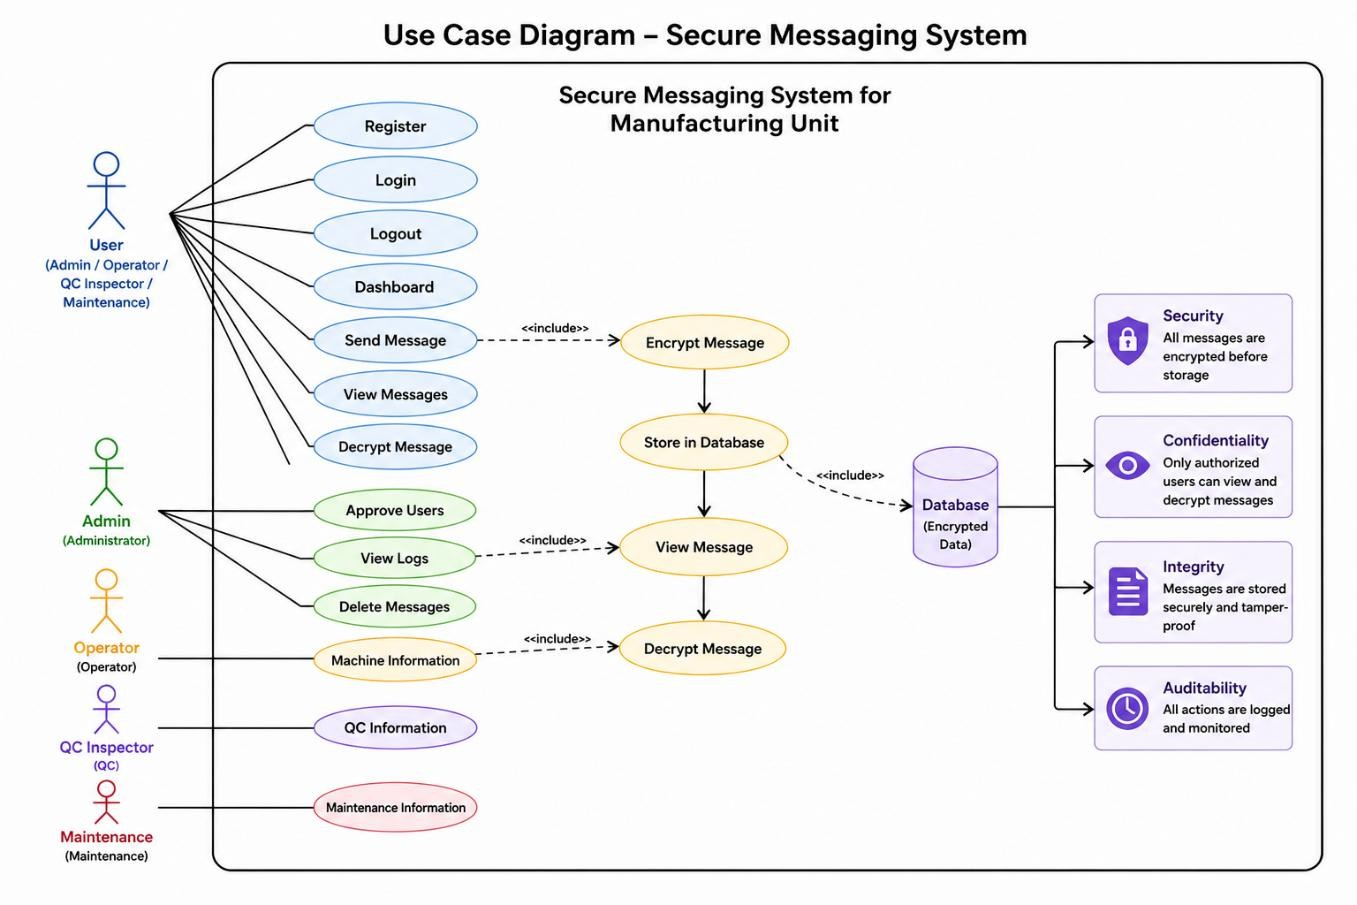 Use Case Diagram – Secure Messaging System
Secure Messaging System for
Manufacturing Unit
User
(Admin / Operator /
QC Inspector /
Maintenance)
Admin
(Administrator)
Operator
(Operator)
QC Inspector
(QC)
Maintenance
(Maintenance)
Register
Login
Logout
Dashboard
Send Message
View Messages
Decrypt Message
Approve Users
View Logs
Delete Messages
Machine Information
QC Information
Maintenance Information
<<include>>
<<include>>
<<include>>
Encrypt Message
Store in Database
View Message
Decrypt Message
<<include>>
Database
(Encrypted
Data)
Security
All messages are
encrypted before
storage
Confidentiality
Only authorized
users can view and
decrypt messages
Integrity
Messages are stored
securely and tamper-
proof
Auditability
All actions are logged
and monitored